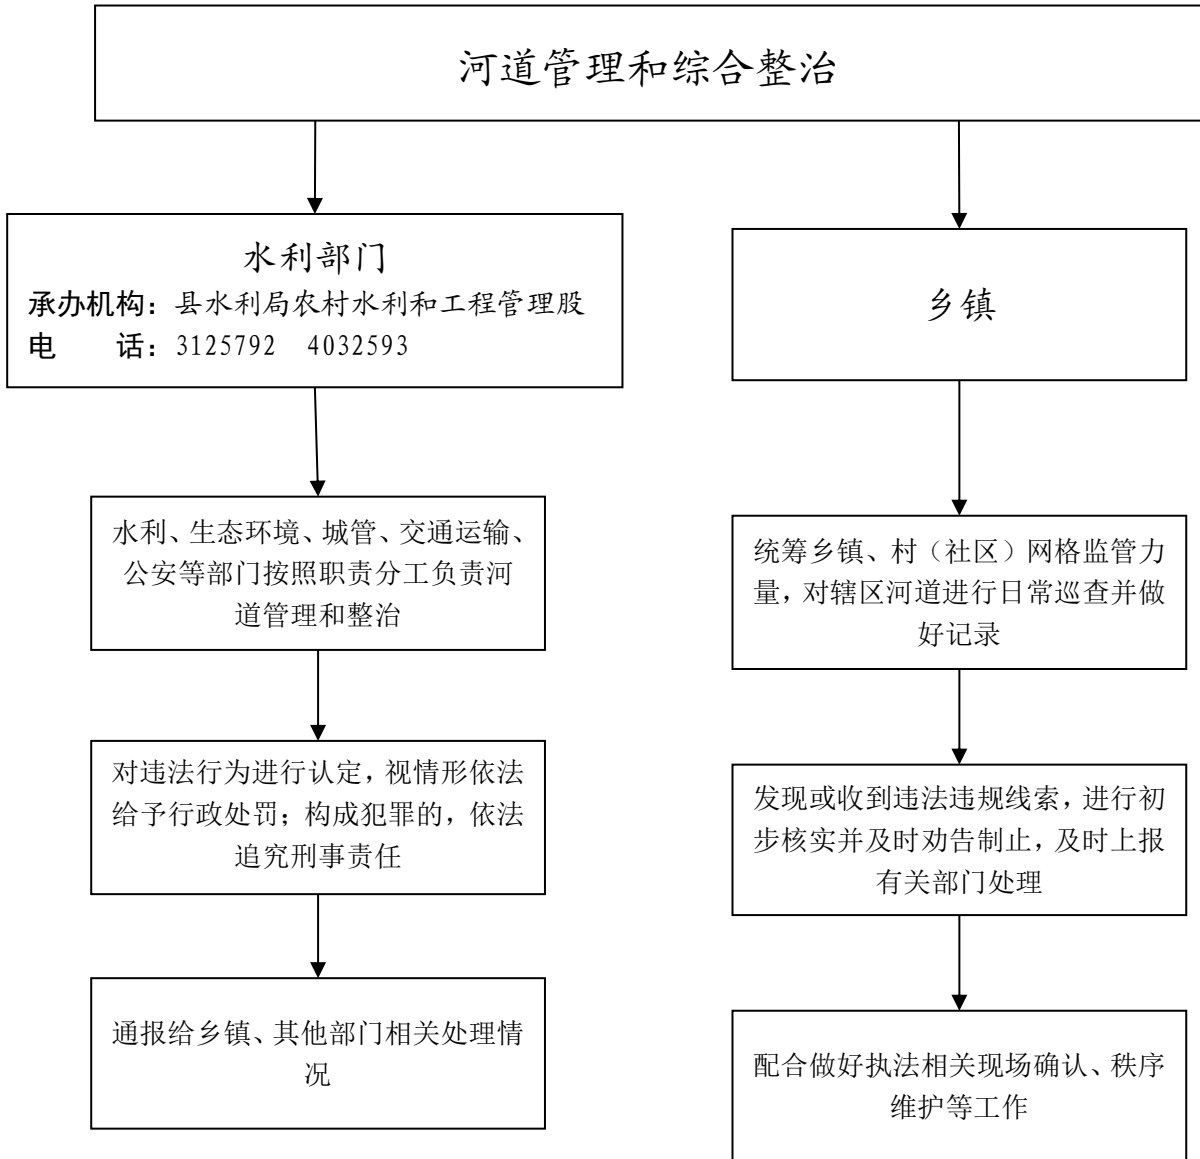 河道管理和综合整治
水利部门
承办机构：县水利局农村水利和工程管理股
电　　话：3125792　4032593
水利、生态环境、城管、交通运输、
公安等部门按照职责分工负责河
道管理和整治
对违法行为进行认定，视情形依法
给予行政处罚；构成犯罪的，依法
追究刑事责任
通报给乡镇、其他部门相关处理情
况
乡镇
统筹乡镇、村（社区）网格监管力
量，对辖区河道进行日常巡查并做
好记录
发现或收到违法违规线索，进行初
步核实并及时劝告制止，及时上报
有关部门处理
配合做好执法相关现场确认、秩序
维护等工作